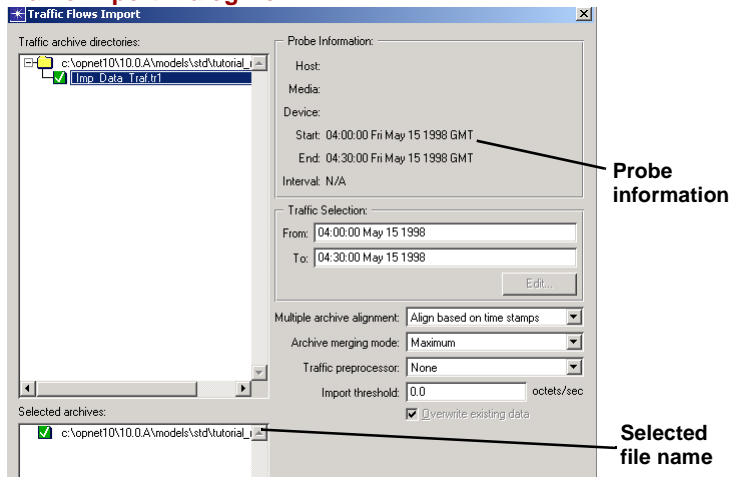 Traffic Flows Import
Traffic archive directories:
c:\opnet10\10.0.A\models\std\tutorial_
Imp_Data_Traf.tr1
Probe Information:
Host:
Media:
Device:
Start: 04:00:00 Fri May 15 1998 GMT
End: 04:30:00 Fri May 15 1998 GMT
Interval: N/A
Probe
information
Traffic Selection:
From: 04:00:00 May 15 1998
To: 04:30:00 May 15 1998
Edit...
Multiple archive alignment: Align based on time stamps
Archive merging mode: Maximum
Traffic preprocessor: None
Import threshold: 0.0 octets/sec
Overwrite existing data
Selected archives:
c:\opnet10\10.0.A\models\std\tutorial_
Selected
file name